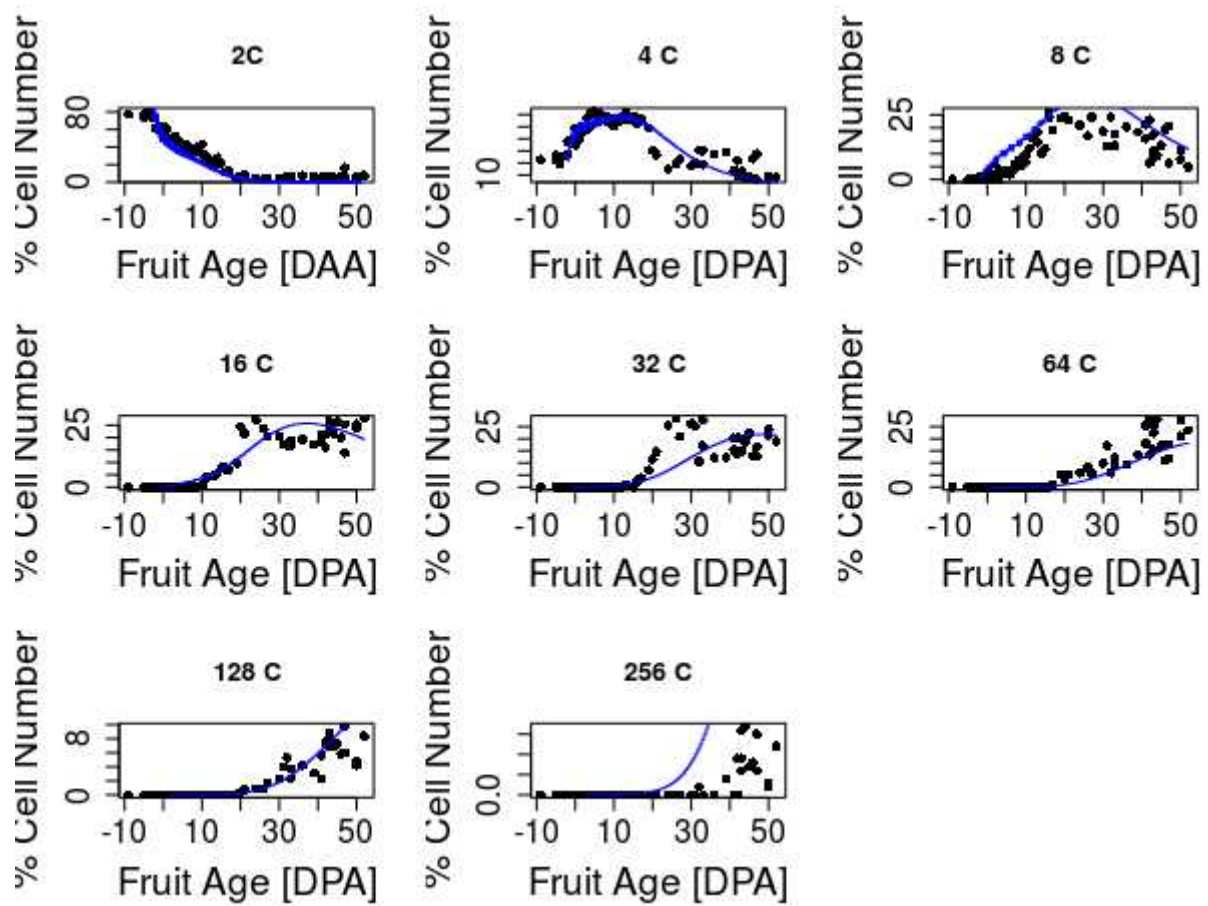 2C
% Cell Number
80
0
-10 10 30 50
Fruit Age [DAA]
4 C
% Cell Number
10
-10 10 30 50
Fruit Age [DPA]
8 C
% Cell Number
25
0
-10 10 30 50
Fruit Age [DPA]
16 C
% Cell Number
25
0
-10 10 30 50
Fruit Age [DPA]
32 C
% Cell Number
25
0
-10 10 30 50
Fruit Age [DPA]
64 C
% Cell Number
25
0
-10 10 30 50
Fruit Age [DPA]
128 C
% Cell Number
8
0
-10 10 30 50
Fruit Age [DPA]
256 C
% Cell Number
0.0
-10 10 30 50
Fruit Age [DPA]